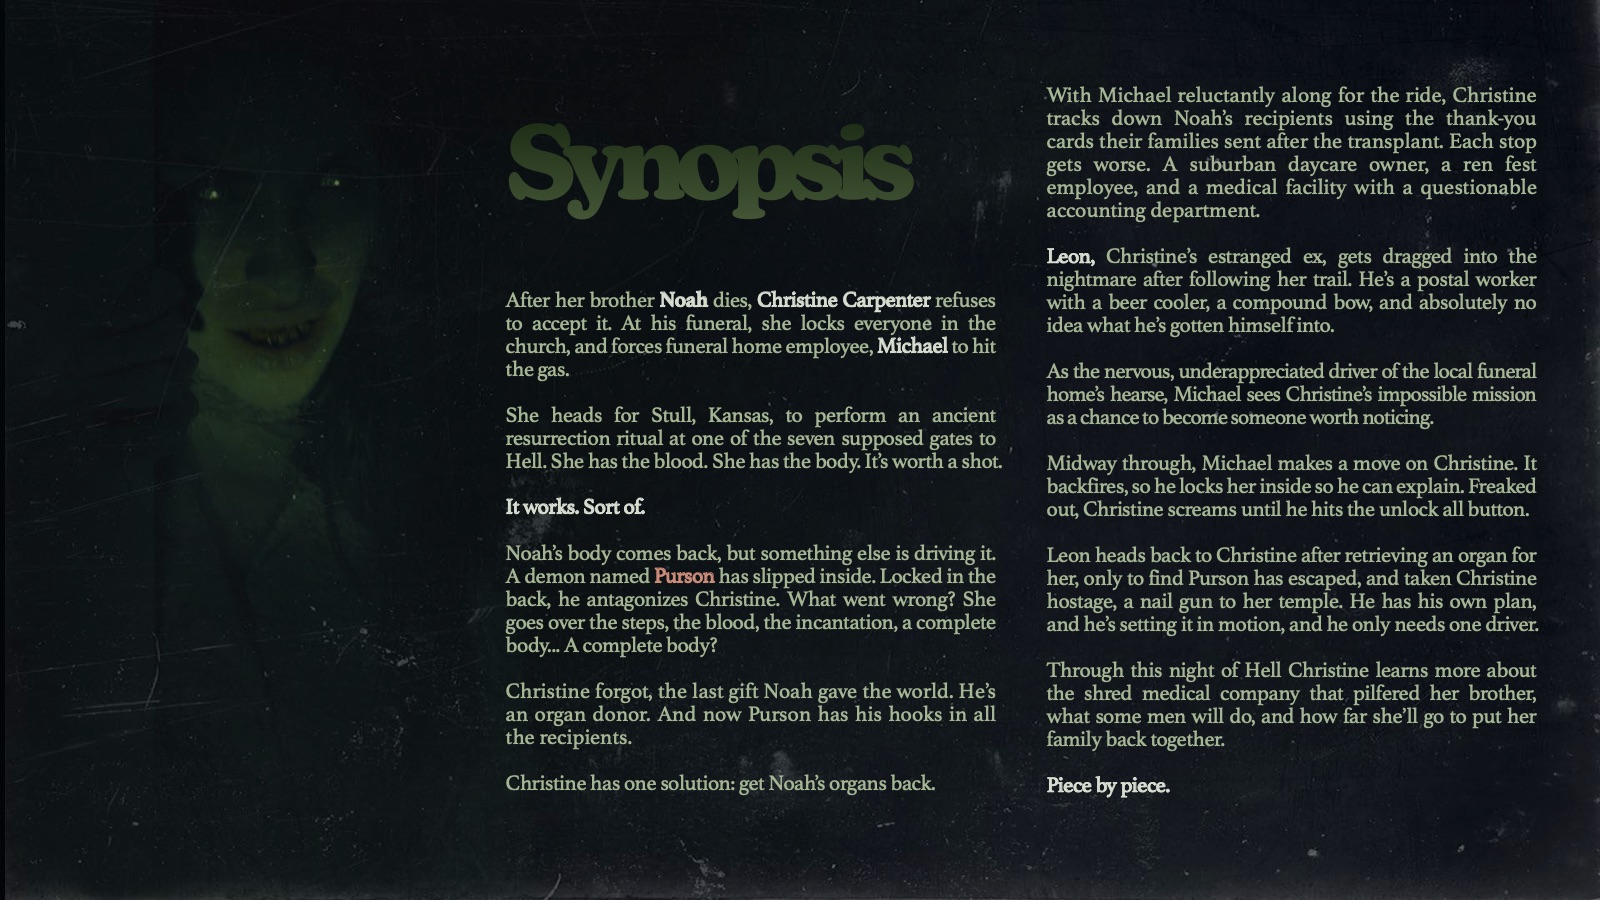 Synopsis
After her brother Noah dies, Christine Carpenter refuses
to accept it. At his funeral, she locks everyone in the
church, and forces funeral home employee, Michael to hit
the gas.
She heads for Stull, Kansas, to perform an ancient
resurrection ritual at one of the seven supposed gates to
Hell. She has the blood. She has the body. It's worth a shot.
It works. Sort of.
Noah's body comes back, but something else is driving it.
A demon named Purson has slipped inside. Locked in the
back, he antagonizes Christine. What went wrong? She
goes over the steps, the blood, the incantation, a complete
body... A complete body?
Christine forgot, the last gift Noah gave the world. He's
an organ donor. And now Purson has his hooks in all
the recipients.
Christine has one solution: get Noah's organs back.
With Michael reluctantly along for the ride, Christine
tracks down Noah's recipients using the thank-you
cards their families sent after the transplant. Each stop
gets worse. A suburban daycare owner, a ren fest
employee, and a medical facility with a questionable
accounting department.
Leon, Christine's estranged ex, gets dragged into the
nightmare after following her trail. He's a postal worker
with a beer cooler, a compound bow, and absolutely no
idea what he's gotten himself into.
As the nervous, underappreciated driver of the local funeral
home's hearse, Michael sees Christine's impossible mission
as a chance to become someone worth noticing.
Midway through, Michael makes a move on Christine. It
backfires, so he locks her inside so he can explain. Freaked
out, Christine screams until he hits the unlock all button.
Leon heads back to Christine after retrieving an organ for
her, only to find Purson has escaped, and taken Christine
hostage, a nail gun to her temple. He has his own plan,
and he's setting it in motion, and he only needs one driver.
Through this night of Hell Christine learns more about
the shred medical company that pilfered her brother,
what some men will do, and how far she'll go to put her
family back together.
Piece by piece.